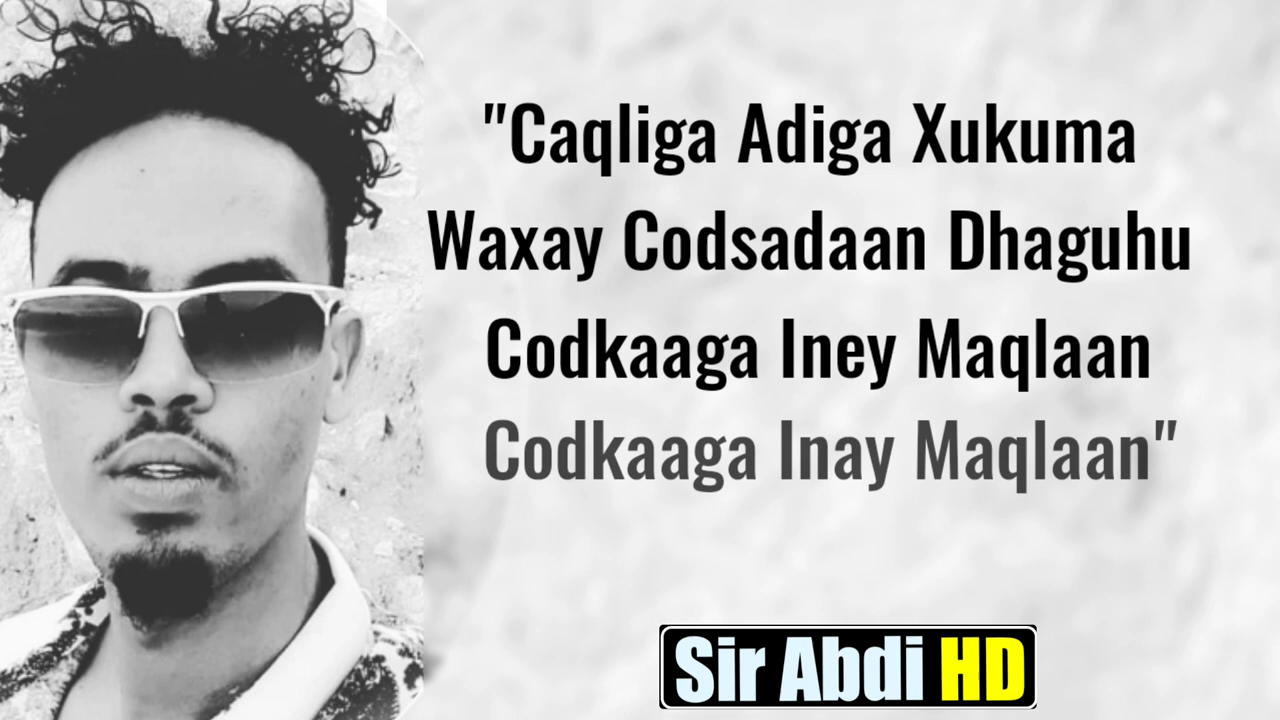 "Caqliga Adiga Xukuma
Waxay Codsadaan Dhaguhu
Codkaaga Iney Maqlaan
Codkaaga Inay Maqlaan"
Sir Abdi HD